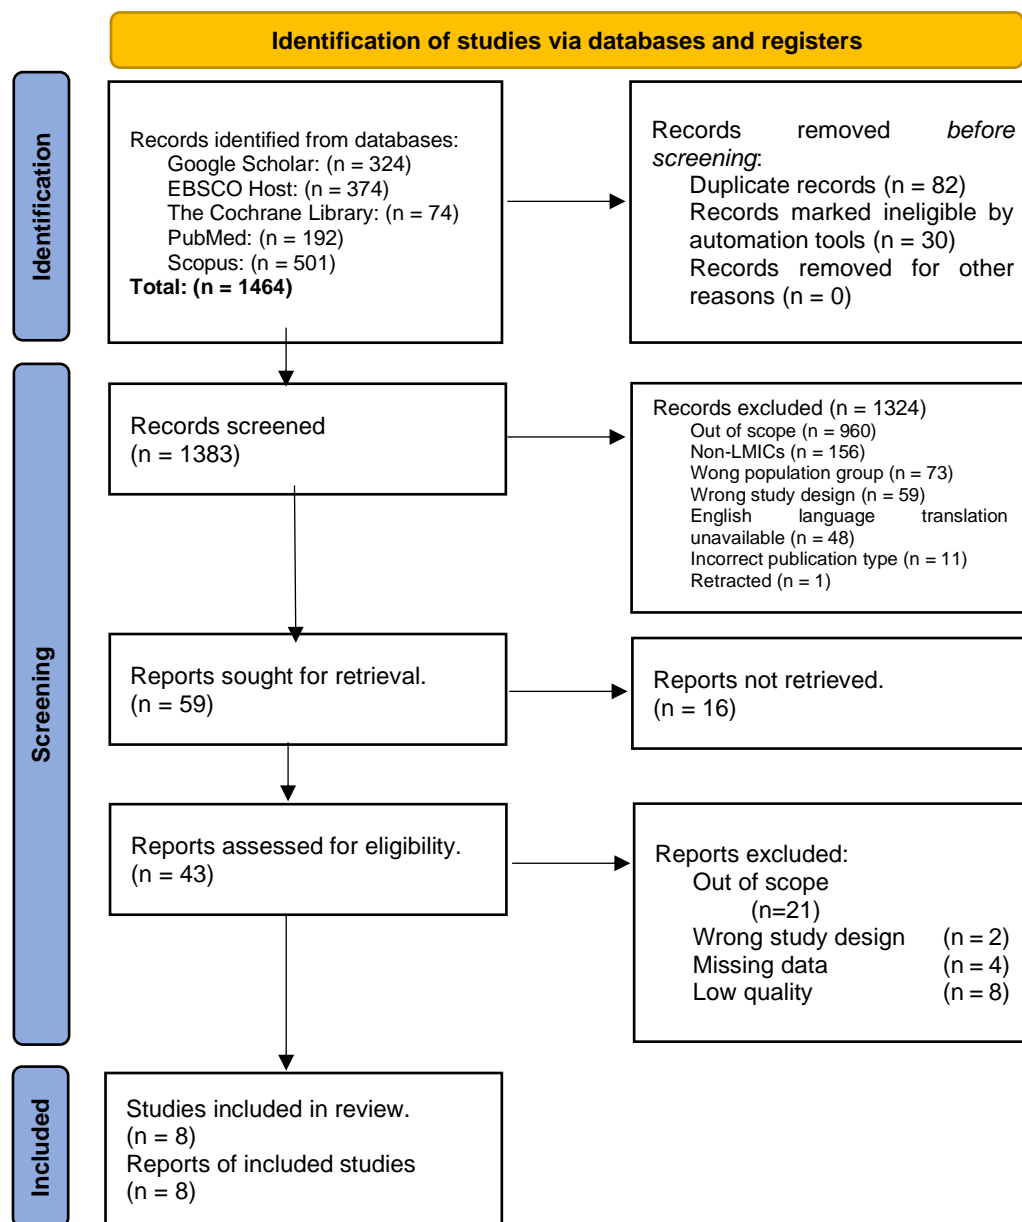 Identification of studies via databases and registers
Identification
Records identified from databases:
Google Scholar: (n = 324)
EBSCO Host: (n = 374)
The Cochrane Library: (n = 74)
PubMed: (n = 192)
Scopus: (n = 501)
Total: (n = 1464)
Records removed before
screening:
Duplicate records (n = 82)
Records marked ineligible by
automation tools (n = 30)
Records removed for other
reasons (n = 0)
Screening
Records screened
(n = 1383)
Records excluded (n = 1324)
Out of scope (n = 960)
Non-LMICs (n = 156)
Wong population group (n = 73)
Wrong study design (n = 59)
English language translation
unavailable (n = 48)
Incorrect publication type (n = 11)
Retracted (n = 1)
Reports sought for retrieval.
(n = 59)
Reports not retrieved.
(n = 16)
Reports assessed for eligibility.
(n = 43)
Reports excluded:
Out of scope
(n=21)
Wrong study design (n = 2)
Missing data (n = 4)
Low quality (n = 8)
Included
Studies included in review.
(n = 8)
Reports of included studies
(n = 8)